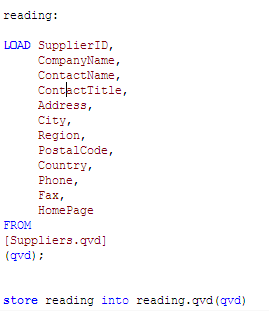 reading:
LOAD SupplierID,
CompanyName,
ContactName,
ContactTitle,
Address,
City,
Region,
PostalCode,
Country,
Phone,
Fax,
HomePage
FROM
[Suppliers.qvd]
(qvd);
store reading into reading.qvd(qvd)